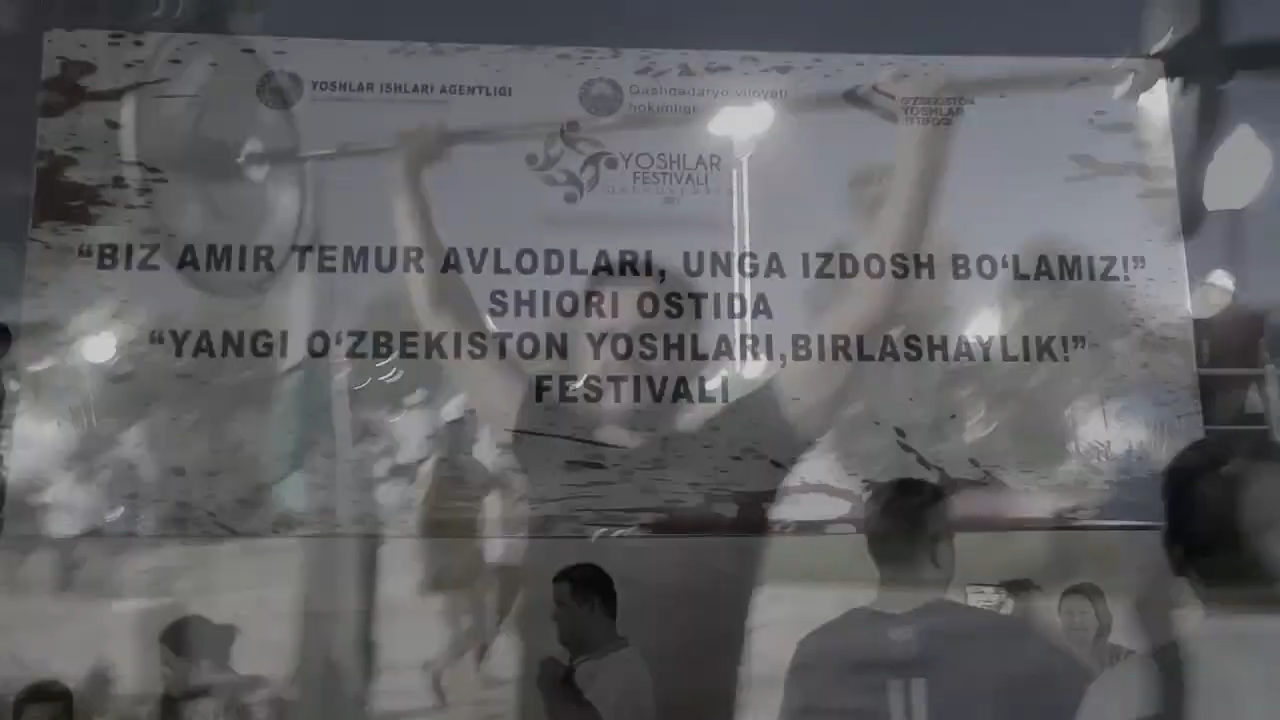 YOSHLAR ISHLARI AGENTLIGI
Qashqadaryo viloyati
hokimligi
O'ZBEKISTON
YOSHLAR
ITTIFOQI
YOSHLAR
FESTIVALI
“BIZ AMIR TEMUR AVLODLARI, UNGA IZDOSH BO‘LAMIZ!”
SHIORI OSTIDA
“YANGI O‘ZBEKISTON YOSHLARI,BIRLASHAYLIK!”
FESTIVALI
11